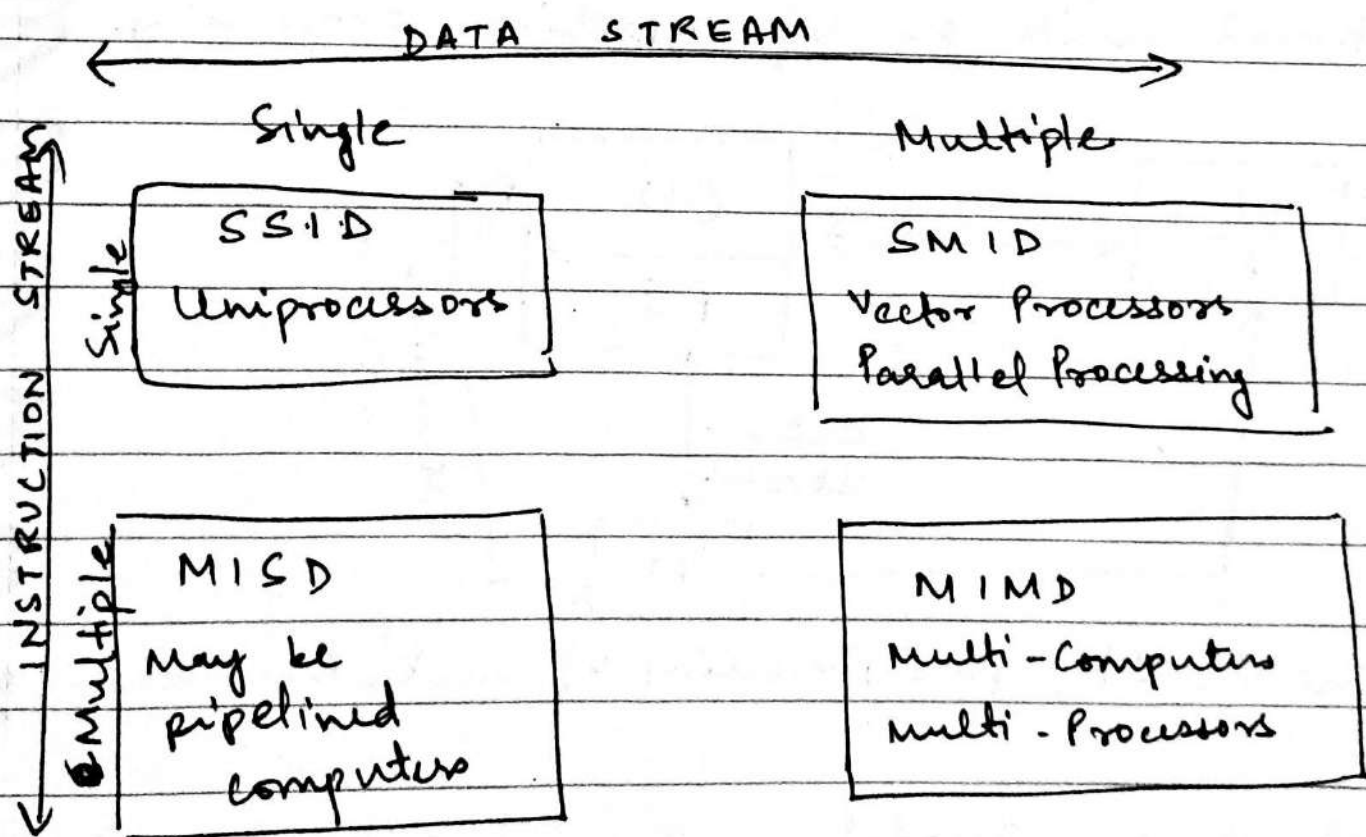 DATA STREAM
Single Multiple
INSTRUCTION STREAM
Single
SSID
Uniprocessors
SMID
Vector Processors
Parallel Processing
Multiple
MISD
May be
pipelined
computers
MIMD
Multi-Computers
Multi-Processors